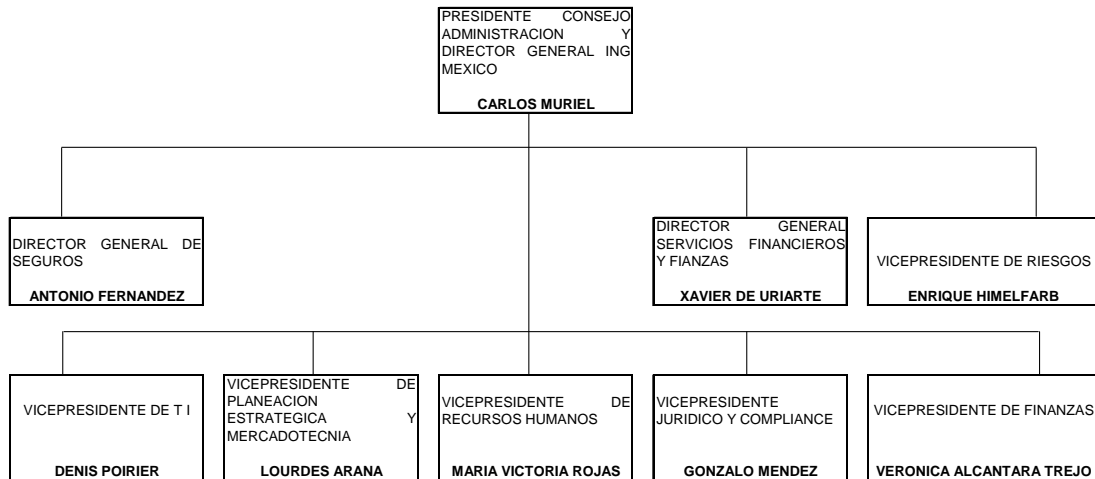 PRESIDENTE CONSEJO
ADMINISTRACION Y
DIRECTOR GENERAL ING
MEXICO
CARLOS MURIEL
DIRECTOR GENERAL DE
SEGUROS
ANTONIO FERNANDEZ
DIRECTOR GENERAL
SERVICIOS FINANCIEROS
Y FIANZAS
XAVIER DE URIARTE
VICEPRESIDENTE DE RIESGOS
ENRIQUE HIMELFARB
VICEPRESIDENTE DE T I
DENIS POIRIER
VICEPRESIDENTE DE
PLANEACION
ESTRATEGICA Y
MERCADOTECNIA
LOURDES ARANA
VICEPRESIDENTE DE
RECURSOS HUMANOS
MARIA VICTORIA ROJAS
VICEPRESIDENTE
JURIDICO Y COMPLIANCE
GONZALO MENDEZ
VICEPRESIDENTE DE FINANZAS
VERONICA ALCANTARA TREJO